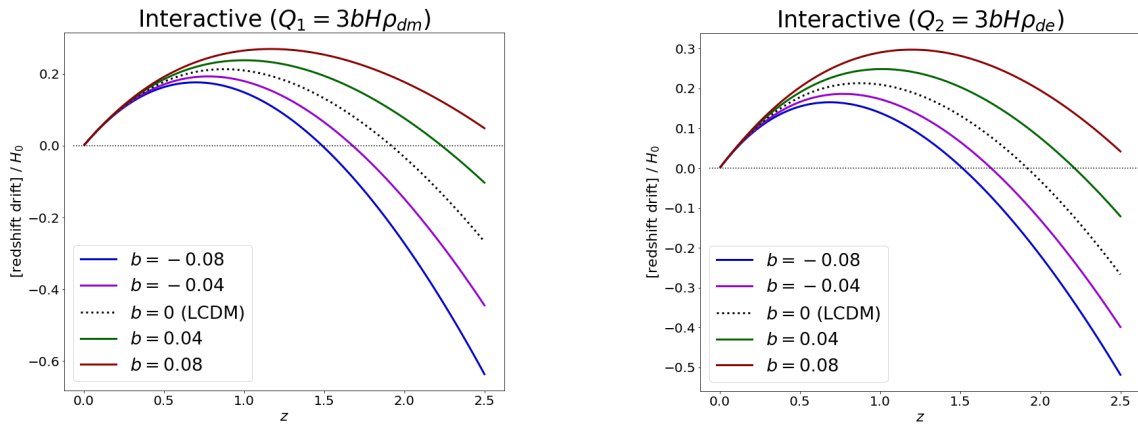 Interactive (Q₁ = 3bHρ_dm)
[redshift drift] / H₀
0.2
0.0
−0.2
−0.4
−0.6
b = −0.08
b = −0.04
b = 0 (LCDM)
b = 0.04
b = 0.08
0.0 0.5 1.0 1.5 2.0 2.5
z
Interactive (Q₂ = 3bHρ_de)
[redshift drift] / H₀
0.3
0.2
0.1
0.0
−0.1
−0.2
−0.3
−0.4
−0.5
b = −0.08
b = −0.04
b = 0 (LCDM)
b = 0.04
b = 0.08
0.0 0.5 1.0 1.5 2.0 2.5
z